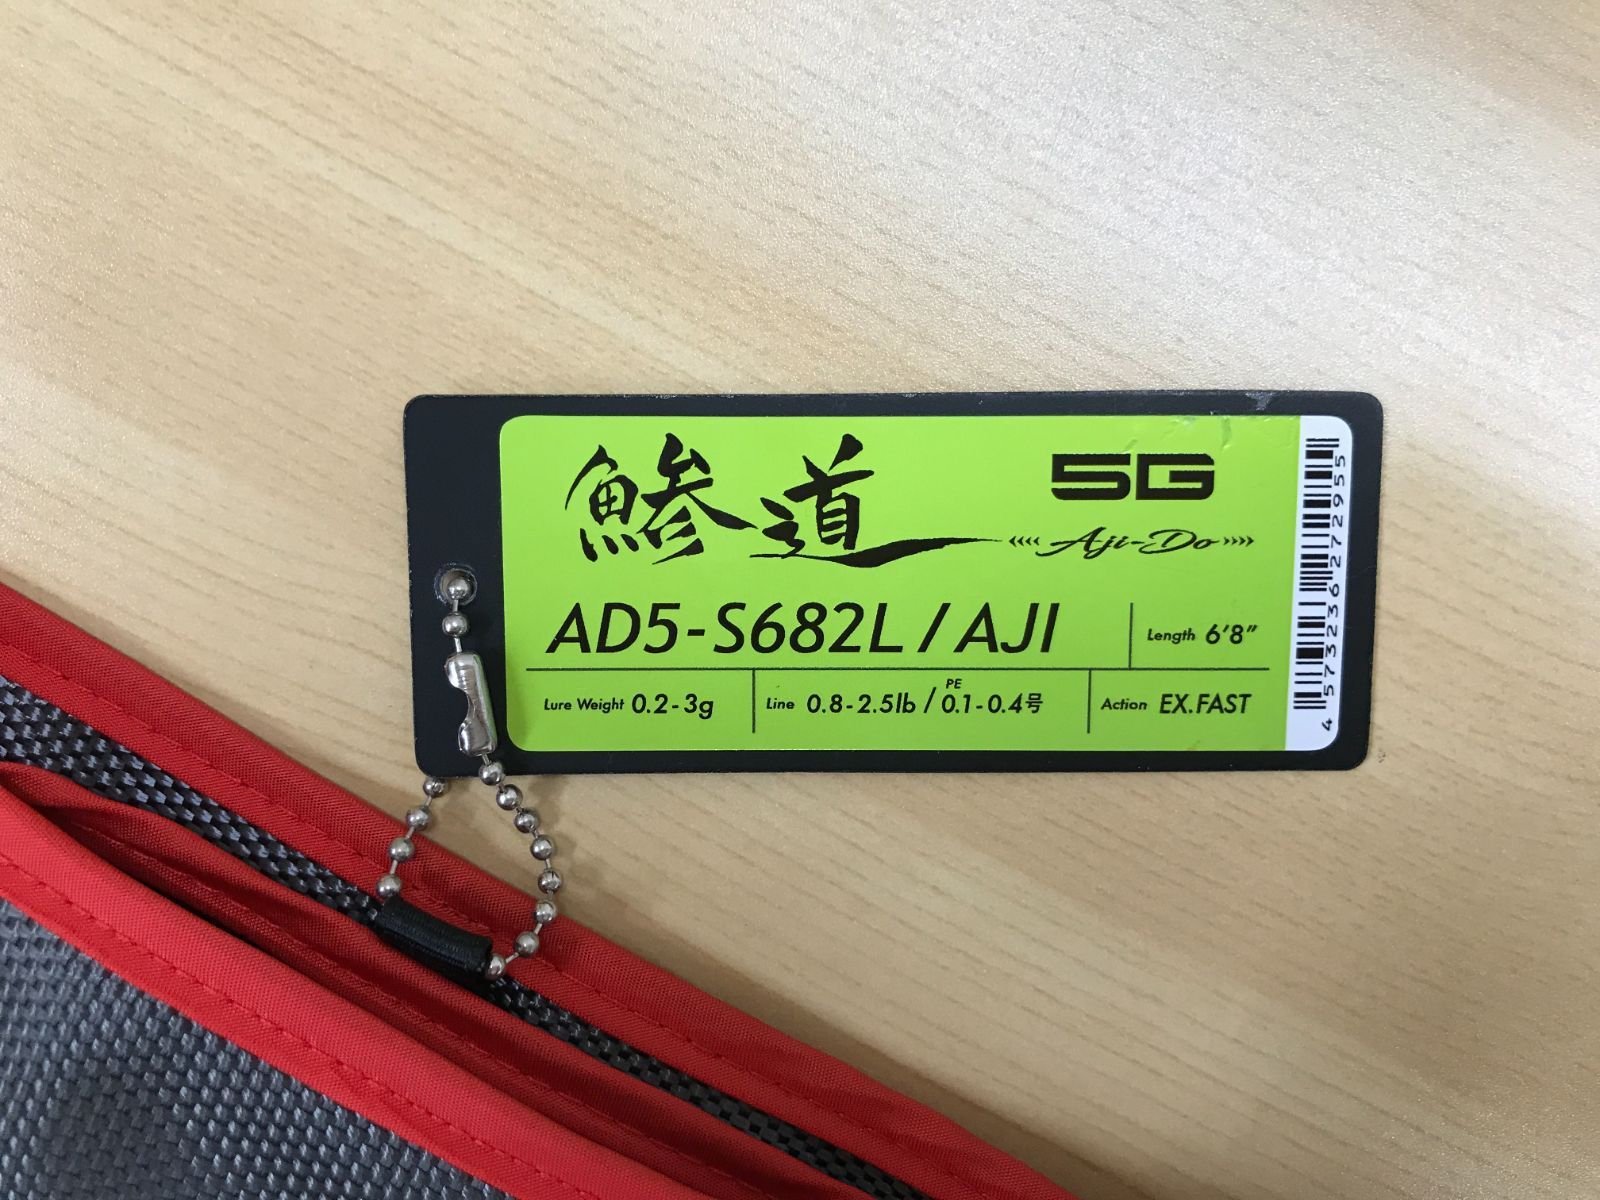 鯵道 5G
Aji-Do
AD5-S682L / AJI Length 6'8"
Lure Weight 0.2-3g Line 0.8-2.5lb / PE 0.1-0.4号 Action EX.FAST
4573236272955